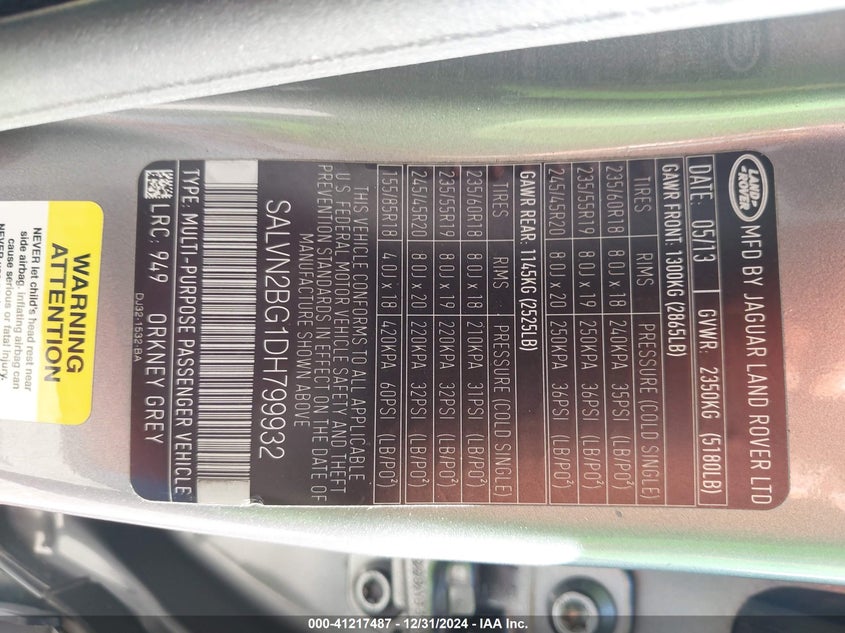 LAND ROVER
MFD BY JAGUAR LAND ROVER LTD
DATE: 05/13 GVWR: 2350KG (5180LB)
GAWR FRONT: 1300KG (2865LB)
TIRES RIMS PRESSURE (COLD SINGLE)
235/60R18 8.0J x 18 240KPA 35PSI (LB/PO²)
235/55R19 8.0J x 19 250KPA 36PSI (LB/PO²)
245/45R20 8.0J x 20 250KPA 36PSI (LB/PO²)
GAWR REAR: 1145KG (2525LB)
TIRES RIMS PRESSURE (COLD SINGLE)
235/60R18 8.0J x 18 210KPA 31PSI (LB/PO²)
235/55R19 8.0J x 19 220KPA 32PSI (LB/PO²)
245/45R20 8.0J x 20 220KPA 32PSI (LB/PO²)
155/85R18 4.0J x 18 420KPA 60PSI (LB/PO²)
THIS VEHICLE CONFORMS TO ALL APPLICABLE
U.S FEDERAL MOTOR VEHICLE SAFETY AND THEFT
PREVENTION STANDARDS IN EFFECT ON THE DATE OF
MANUFACTURE SHOWN ABOVE
SALVN2BG1DH799932
TYPE: MULTI-PURPOSE PASSENGER VEHICLE
LRC: 949 ORKNEY GREY
DJ32-1532-BA
WARNING
ATTENTION
NEVER let child's head rest near
side airbag. Inflating airbag can
cause serious or fatal injury.
000-41217487 - 12/31/2024 - IAA Inc.